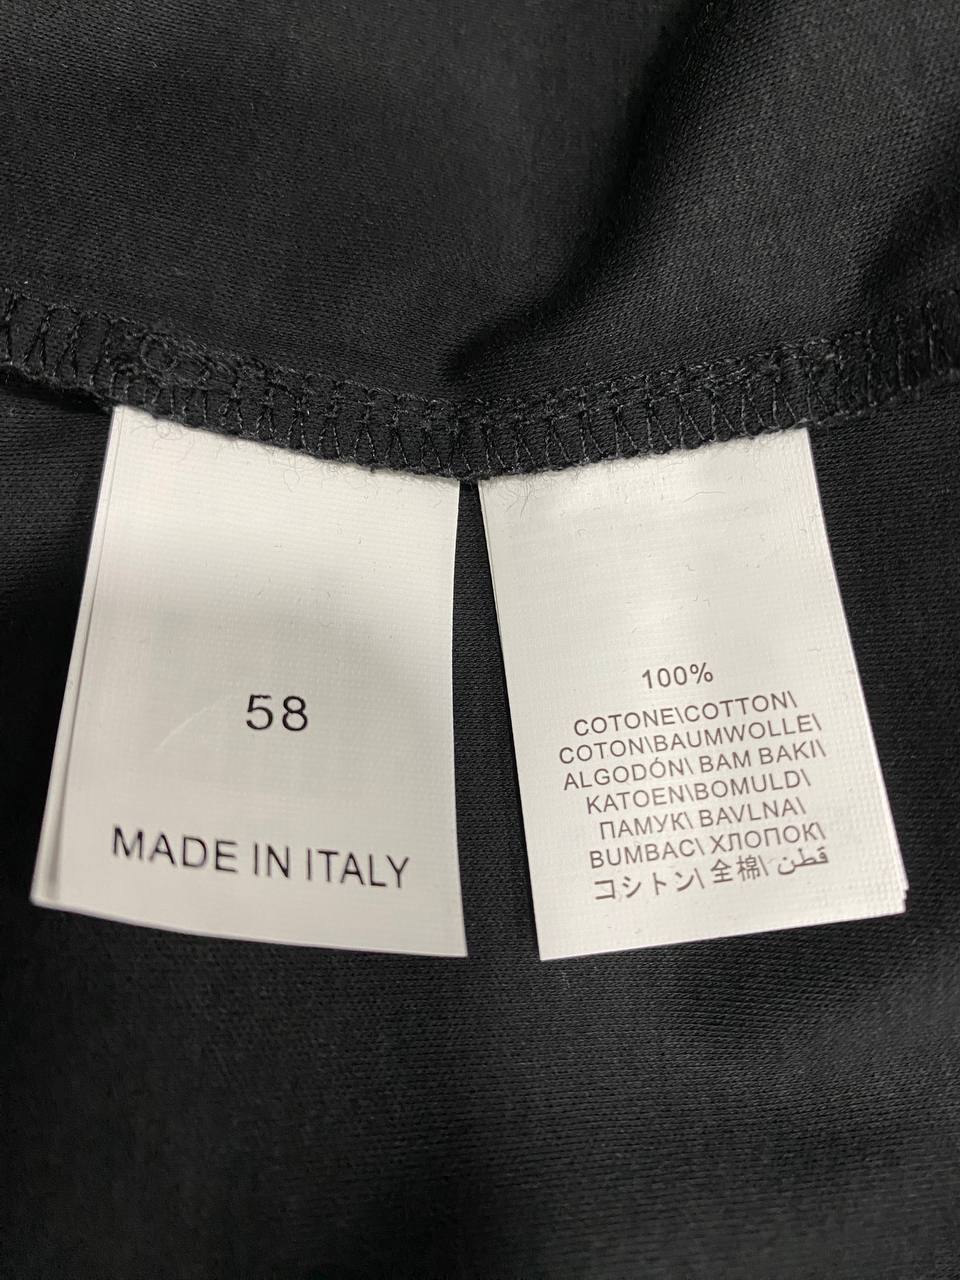 58
MADE IN ITALY
100%
COTONE\COTTON\
COTON\BAUMWOLLE\
ALGODÓN\ BAM BAKI\
KATOEN\BOMULD\
ПАМУК\ BAVLNA\
BUMBAC\ ХЛОПОК\
コシトン\ 全棉\ قطن